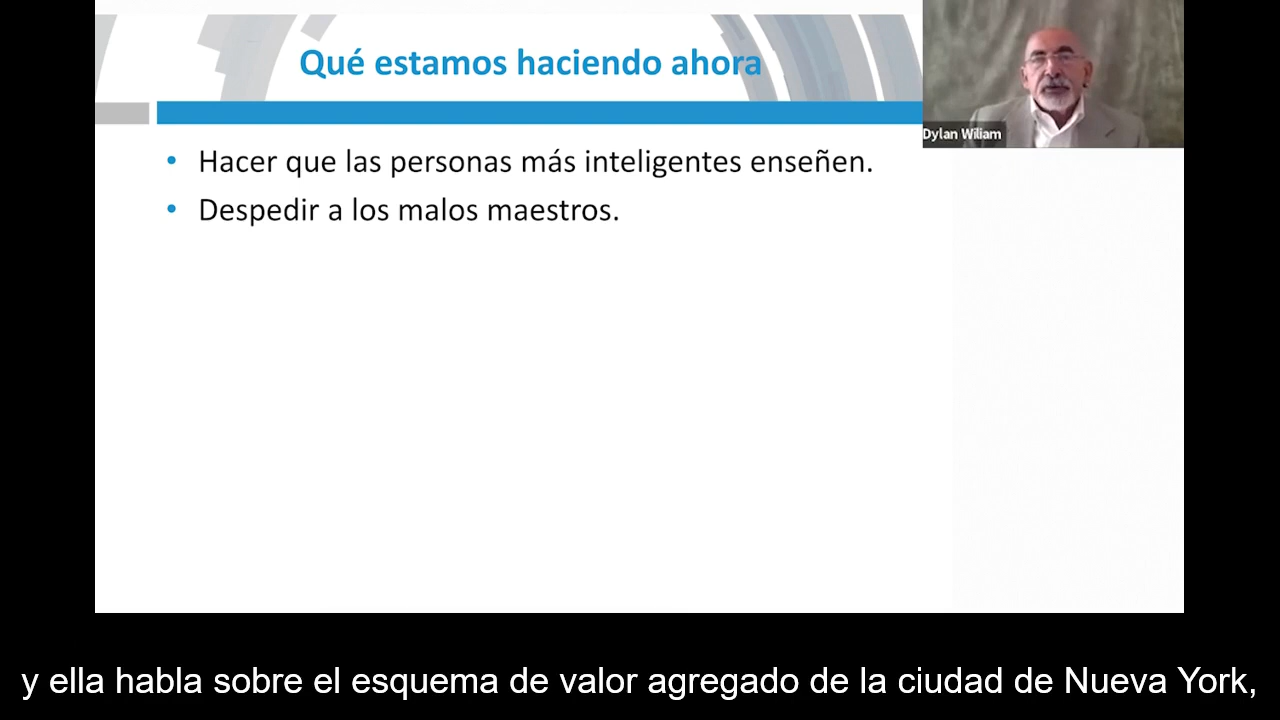 Qué estamos haciendo ahora
Dylan Wiliam
• Hacer que las personas más inteligentes enseñen.
• Despedir a los malos maestros.
y ella habla sobre el esquema de valor agregado de la ciudad de Nueva York,